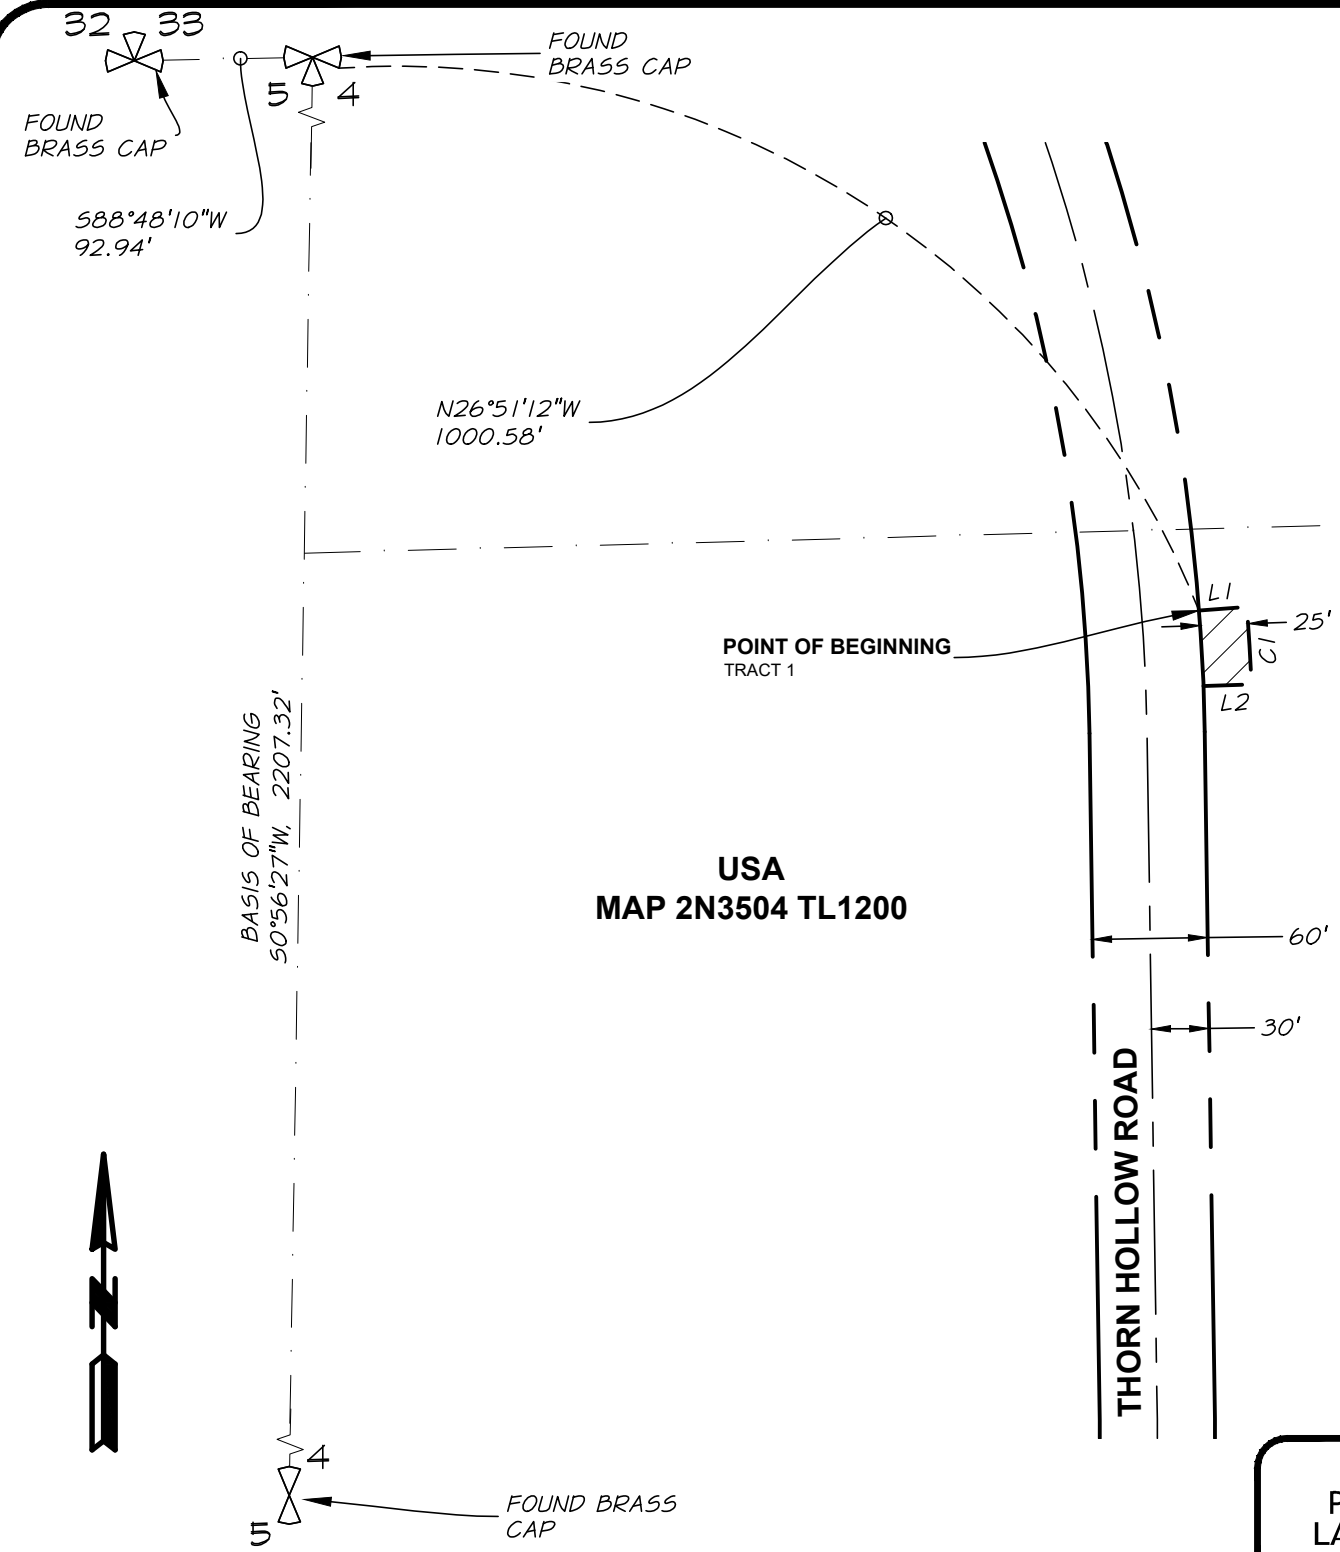 32 33
FOUND
BRASS CAP
5 4
FOUND
BRASS CAP
S88°48'10"W
92.94'
N26°51'12"W
1000.58'
L1
25'
C1
L2
POINT OF BEGINNING
TRACT 1
BASIS OF BEARING
S0°56'27"W, 2207.32'
USA
MAP 2N3504 TL1200
60'
30'
THORN HOLLOW ROAD
N
4
5
FOUND BRASS
CAP
P
LA